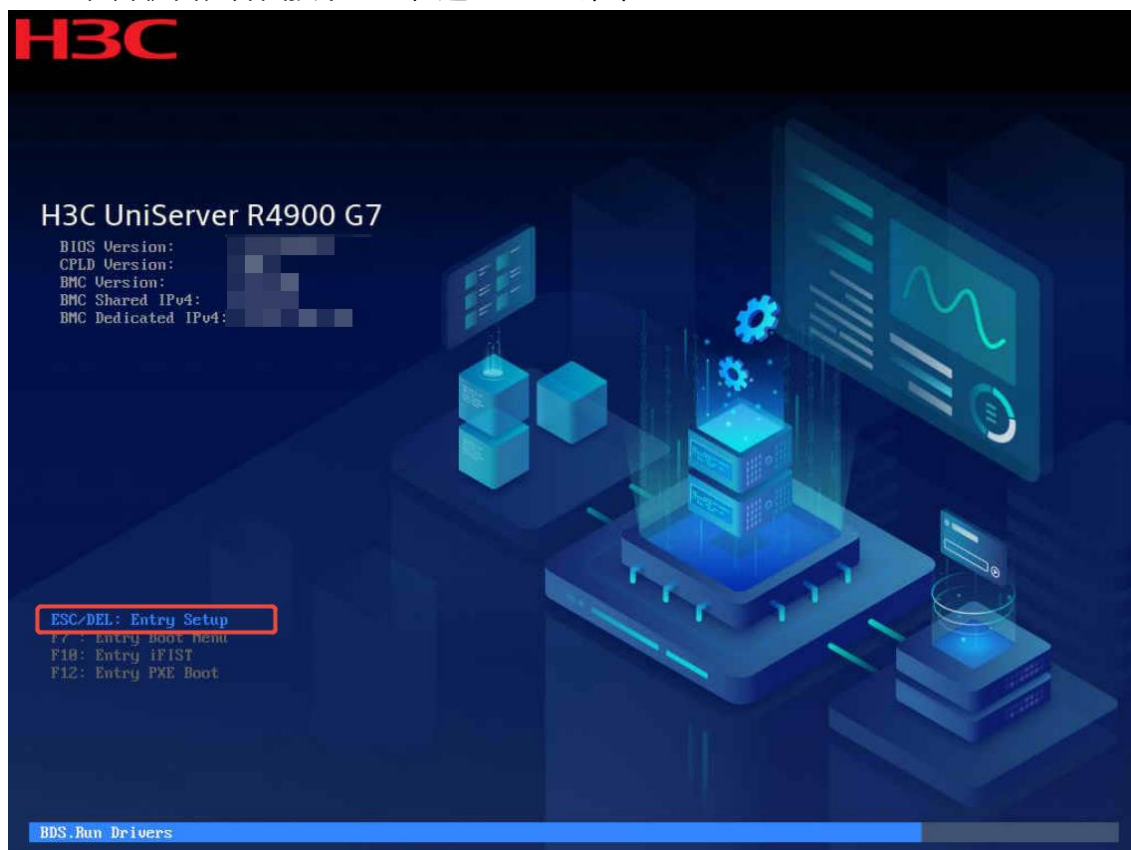 H3C
H3C UniServer R4900 G7
BIOS Version:
CPLD Version:
BMC Version:
BMC Shared IPv4:
BMC Dedicated IPv4:
ESC/DEL: Entry Setup
F7 : Entry Boot Menu
F10: Entry iFIST
F12: Entry PXE Boot
BDS.Run Drivers